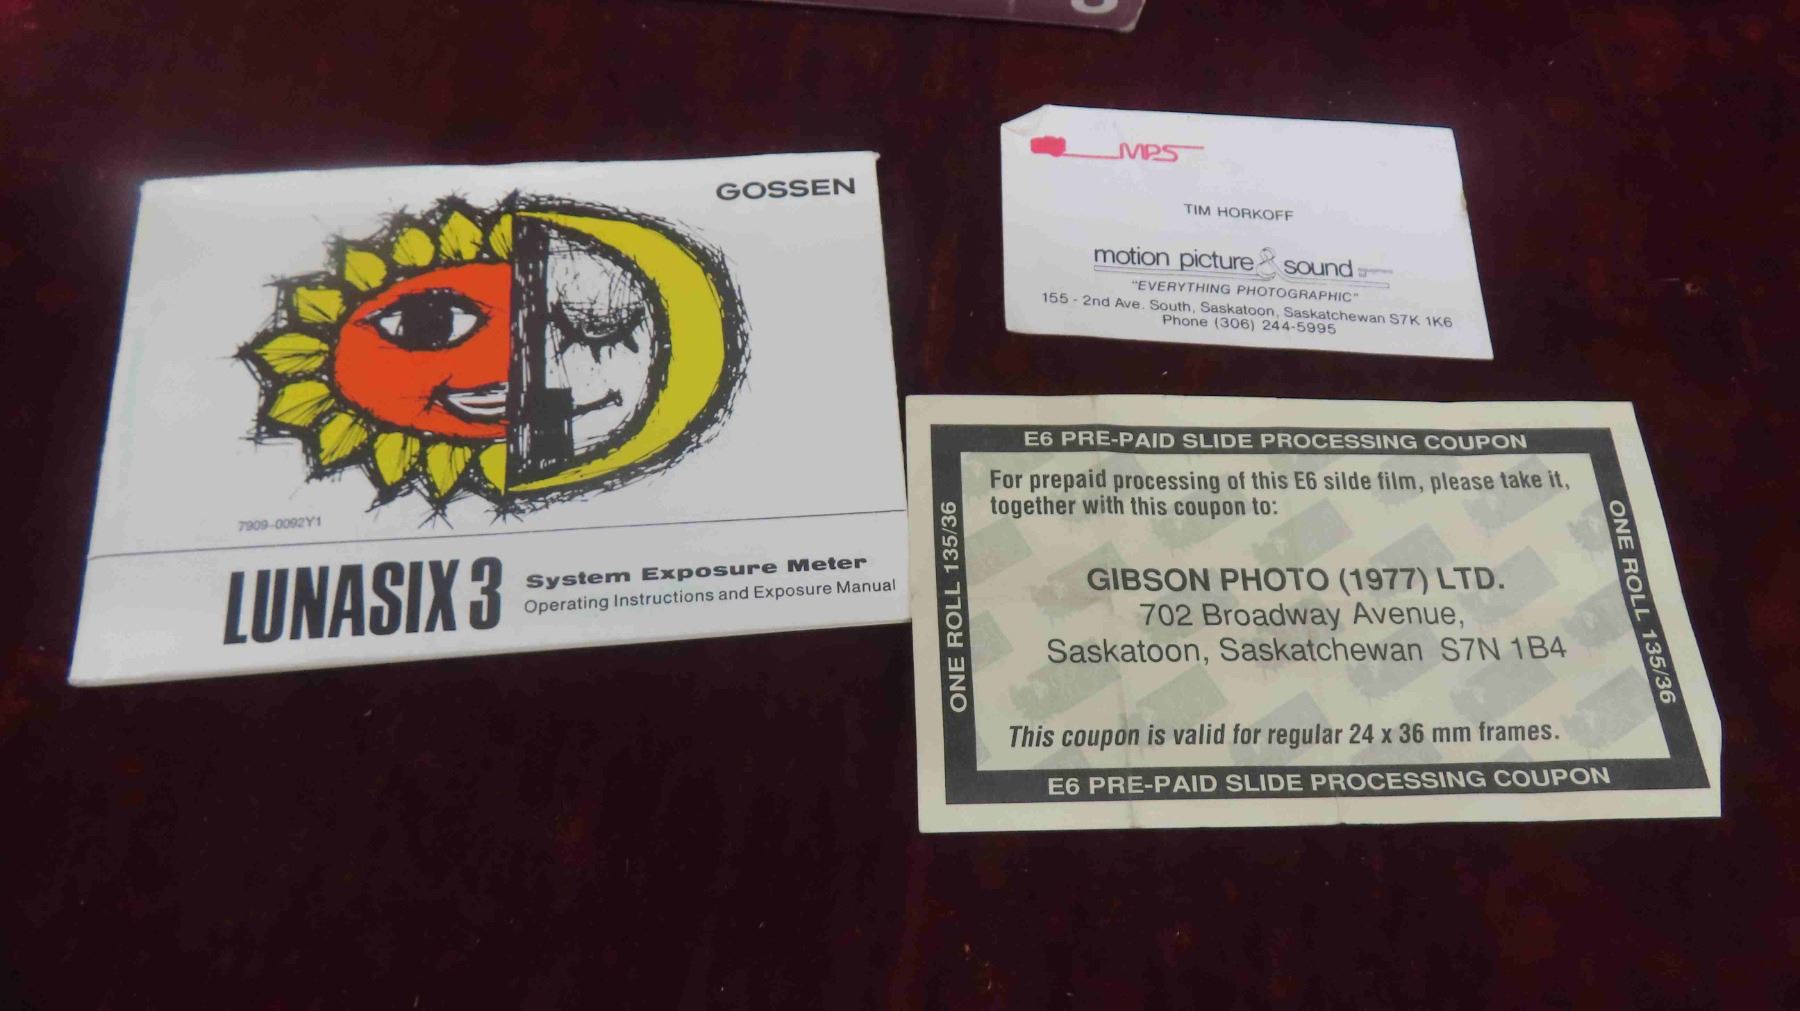 GOSSEN
7909-0092Y1
LUNASIX 3
System Exposure Meter
Operating Instructions and Exposure Manual
MPS
TIM HORKOFF
motion picture & sound
"EVERYTHING PHOTOGRAPHIC"
155 - 2nd Ave. South, Saskatoon, Saskatchewan S7K 1K6
Phone (306) 244-5995
E6 PRE-PAID SLIDE PROCESSING COUPON
ONE ROLL 135/36
For prepaid processing of this E6 silde film, please take it,
together with this coupon to:
GIBSON PHOTO (1977) LTD.
702 Broadway Avenue,
Saskatoon, Saskatchewan S7N 1B4
This coupon is valid for regular 24 x 36 mm frames.
ONE ROLL 135/36
E6 PRE-PAID SLIDE PROCESSING COUPON